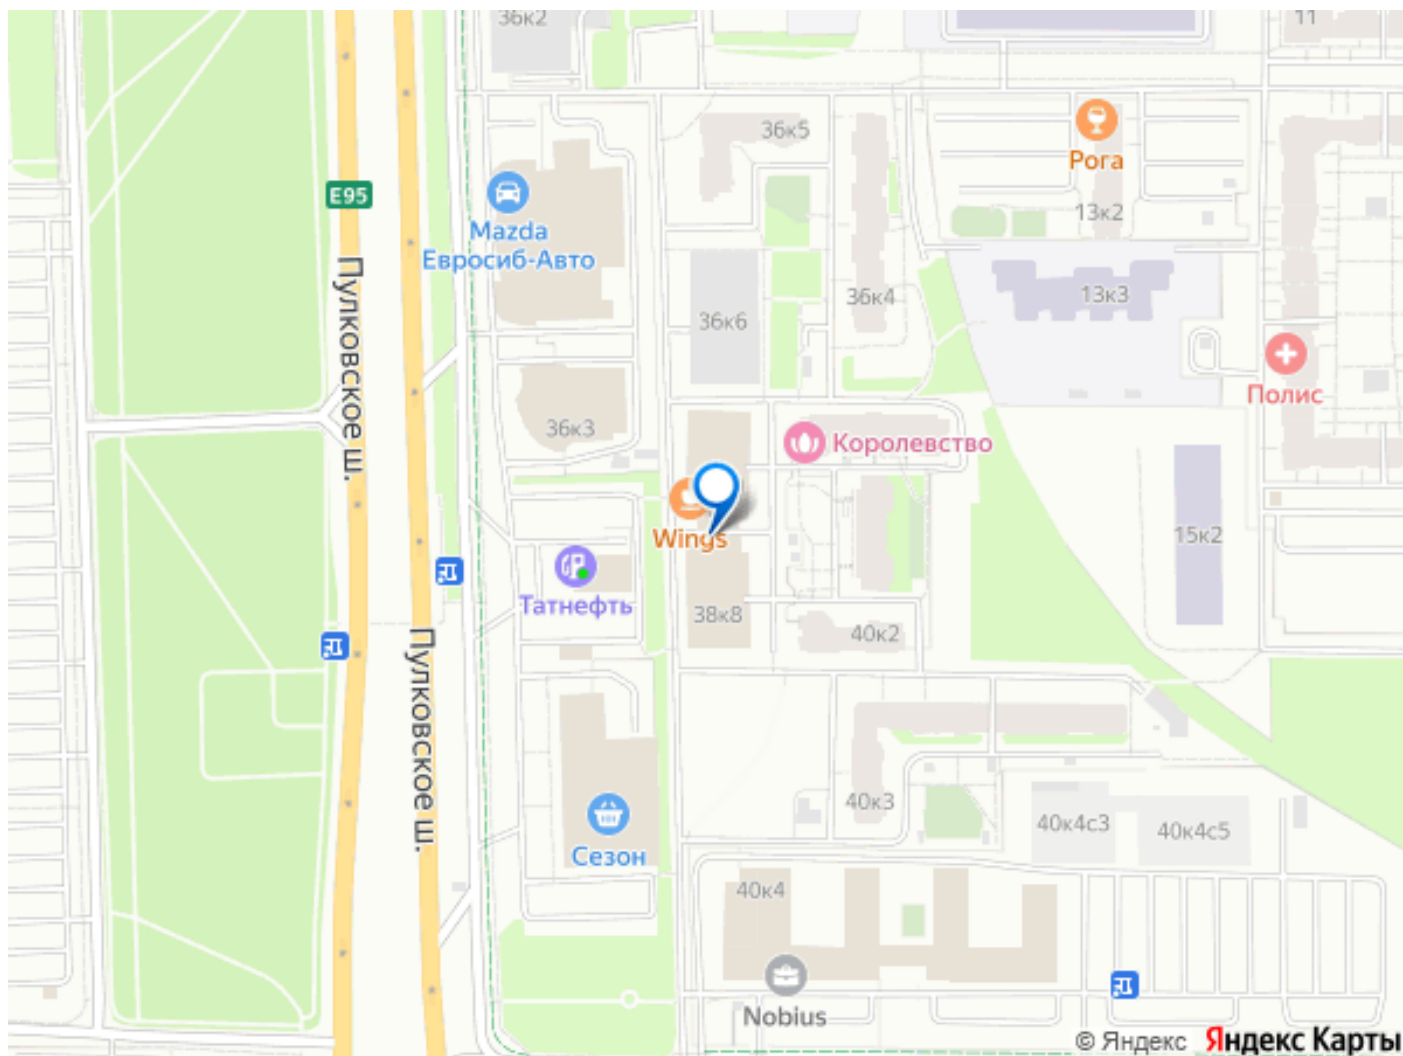 36к2
11
36к5
Рога
E95
13к2
Mazda
Евросиб-Авто
Пулковское ш.
36к4
13к3
36к6
Полис
36к3
Королевство
Wings
15к2
Татнефть
38к8
40к2
Пулковское ш.
40к3
40к4с3
40к4с5
Сезон
40к4
Nobius
© Яндекс Яндекс Карты